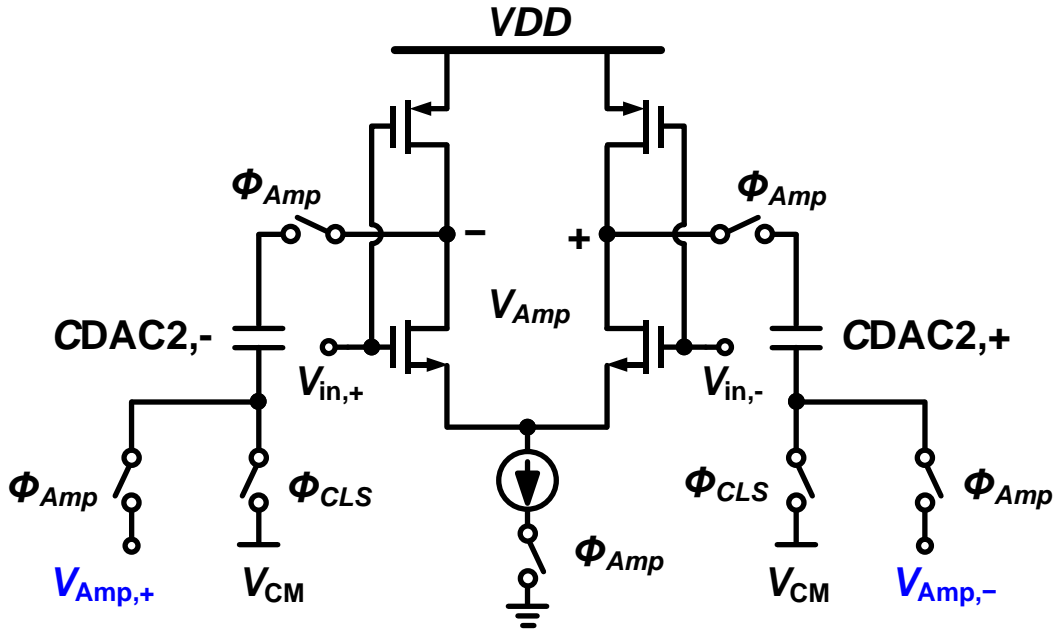 VDD
ΦAmp
ΦAmp
−
+
VAmp
CDAC2,-
CDAC2,+
Vin,+
Vin,-
ΦAmp
ΦCLS
ΦCLS
ΦAmp
ΦAmp
VAmp,+
VCM
VCM
VAmp,−